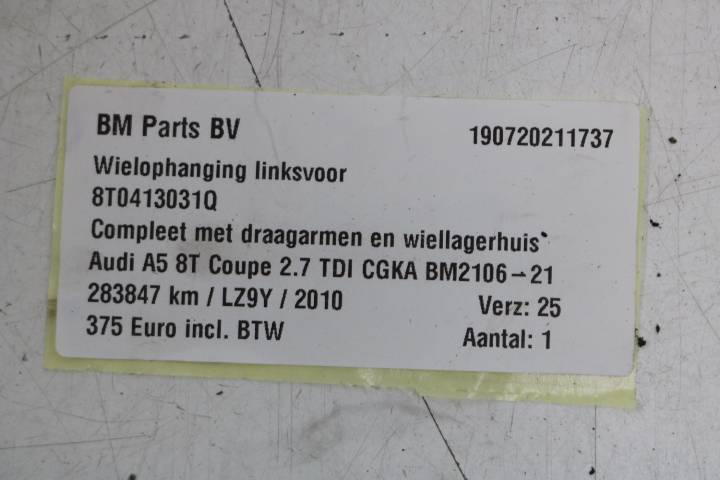 BM Parts BV 190720211737
Wielophanging linksvoor
8T0413031Q
Compleet met draagarmen en wiellagerhuis
Audi A5 8T Coupe 2.7 TDI CGKA BM2106-21
283847 km / LZ9Y / 2010 Verz: 25
375 Euro incl. BTW Aantal: 1